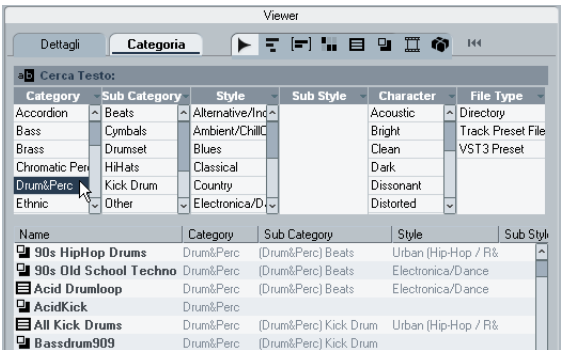 Viewer
Dettagli Categoria
ab Cerca Testo:
Category Sub Category Style Sub Style Character File Type
Accordion Beats Alternative/Ind Acoustic Directory
Bass Cymbals Ambient/ChillO Bright Track Preset File
Brass Drumset Blues Clean VST3 Preset
Chromatic Perc HiHats Classical Dark
Drum&Perc Kick Drum Country Dissonant
Ethnic Other Electronica/D Distorted
Name Category Sub Category Style Sub Style
90s HipHop Drums Drum&Perc (Drum&Perc) Beats Urban (Hip-Hop / R&
90s Old School Techno Drum&Perc (Drum&Perc) Beats Electronica/Dance
Acid Drumloop Drum&Perc (Drum&Perc) Beats Electronica/Dance
AcidKick Drum&Perc
All Kick Drums Drum&Perc (Drum&Perc) Kick Drum Urban (Hip-Hop / R&
Bassdrum909 Drum&Perc (Drum&Perc) Kick Drum